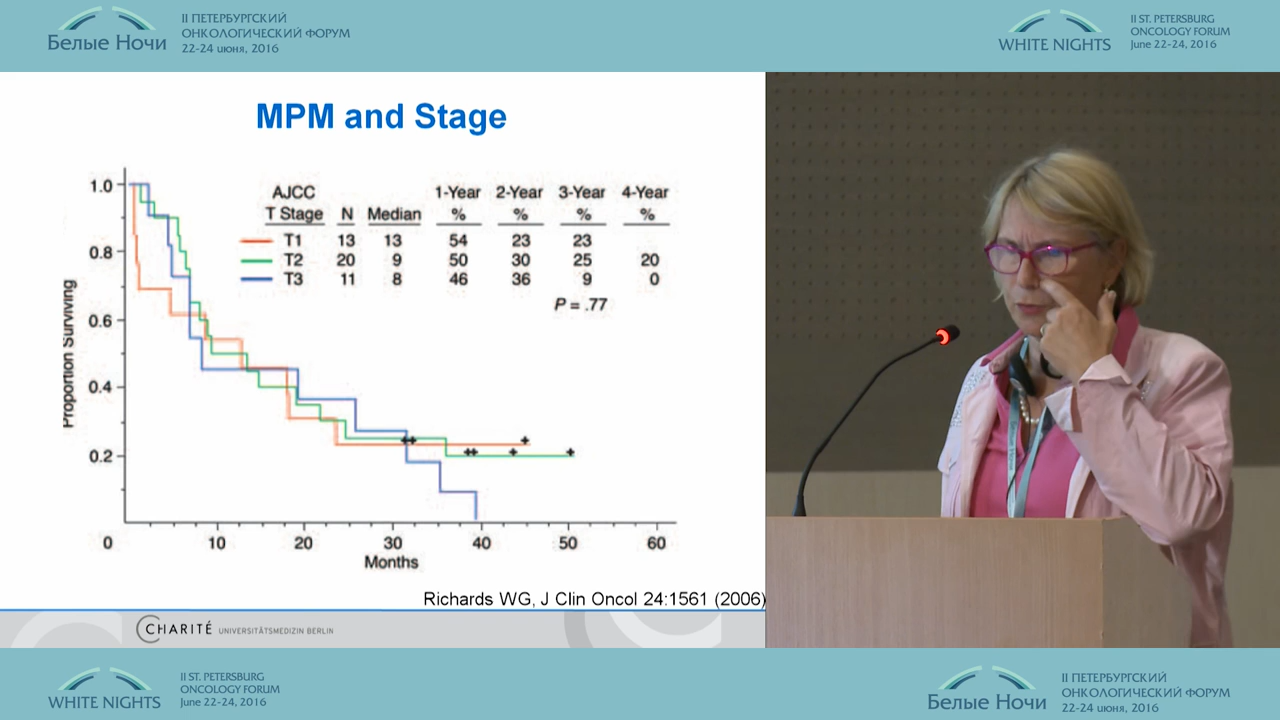 Белые Ночи
II ПЕТЕРБУРГСКИЙ
ОНКОЛОГИЧЕСКИЙ ФОРУМ
22-24 июня, 2016
WHITE NIGHTS
II ST. PETERSBURG
ONCOLOGY FORUM
June 22-24, 2016
MPM and Stage
AJCC 1-Year 2-Year 3-Year 4-Year
T Stage N Median % % % %
T1 13 13 54 23 23
T2 20 9 50 30 25 20
T3 11 8 46 36 9 0
P = .77
Proportion Surviving
1.0
0.8
0.6
0.4
0.2
0 10 20 30 40 50 60
Months
Richards WG, J Clin Oncol 24:1561 (2006)
CHARITÉ UNIVERSITÄTSMEDIZIN BERLIN
WHITE NIGHTS
II ST. PETERSBURG
ONCOLOGY FORUM
June 22-24, 2016
Белые Ночи
II ПЕТЕРБУРГСКИЙ
ОНКОЛОГИЧЕСКИЙ ФОРУМ
22-24 июня, 2016